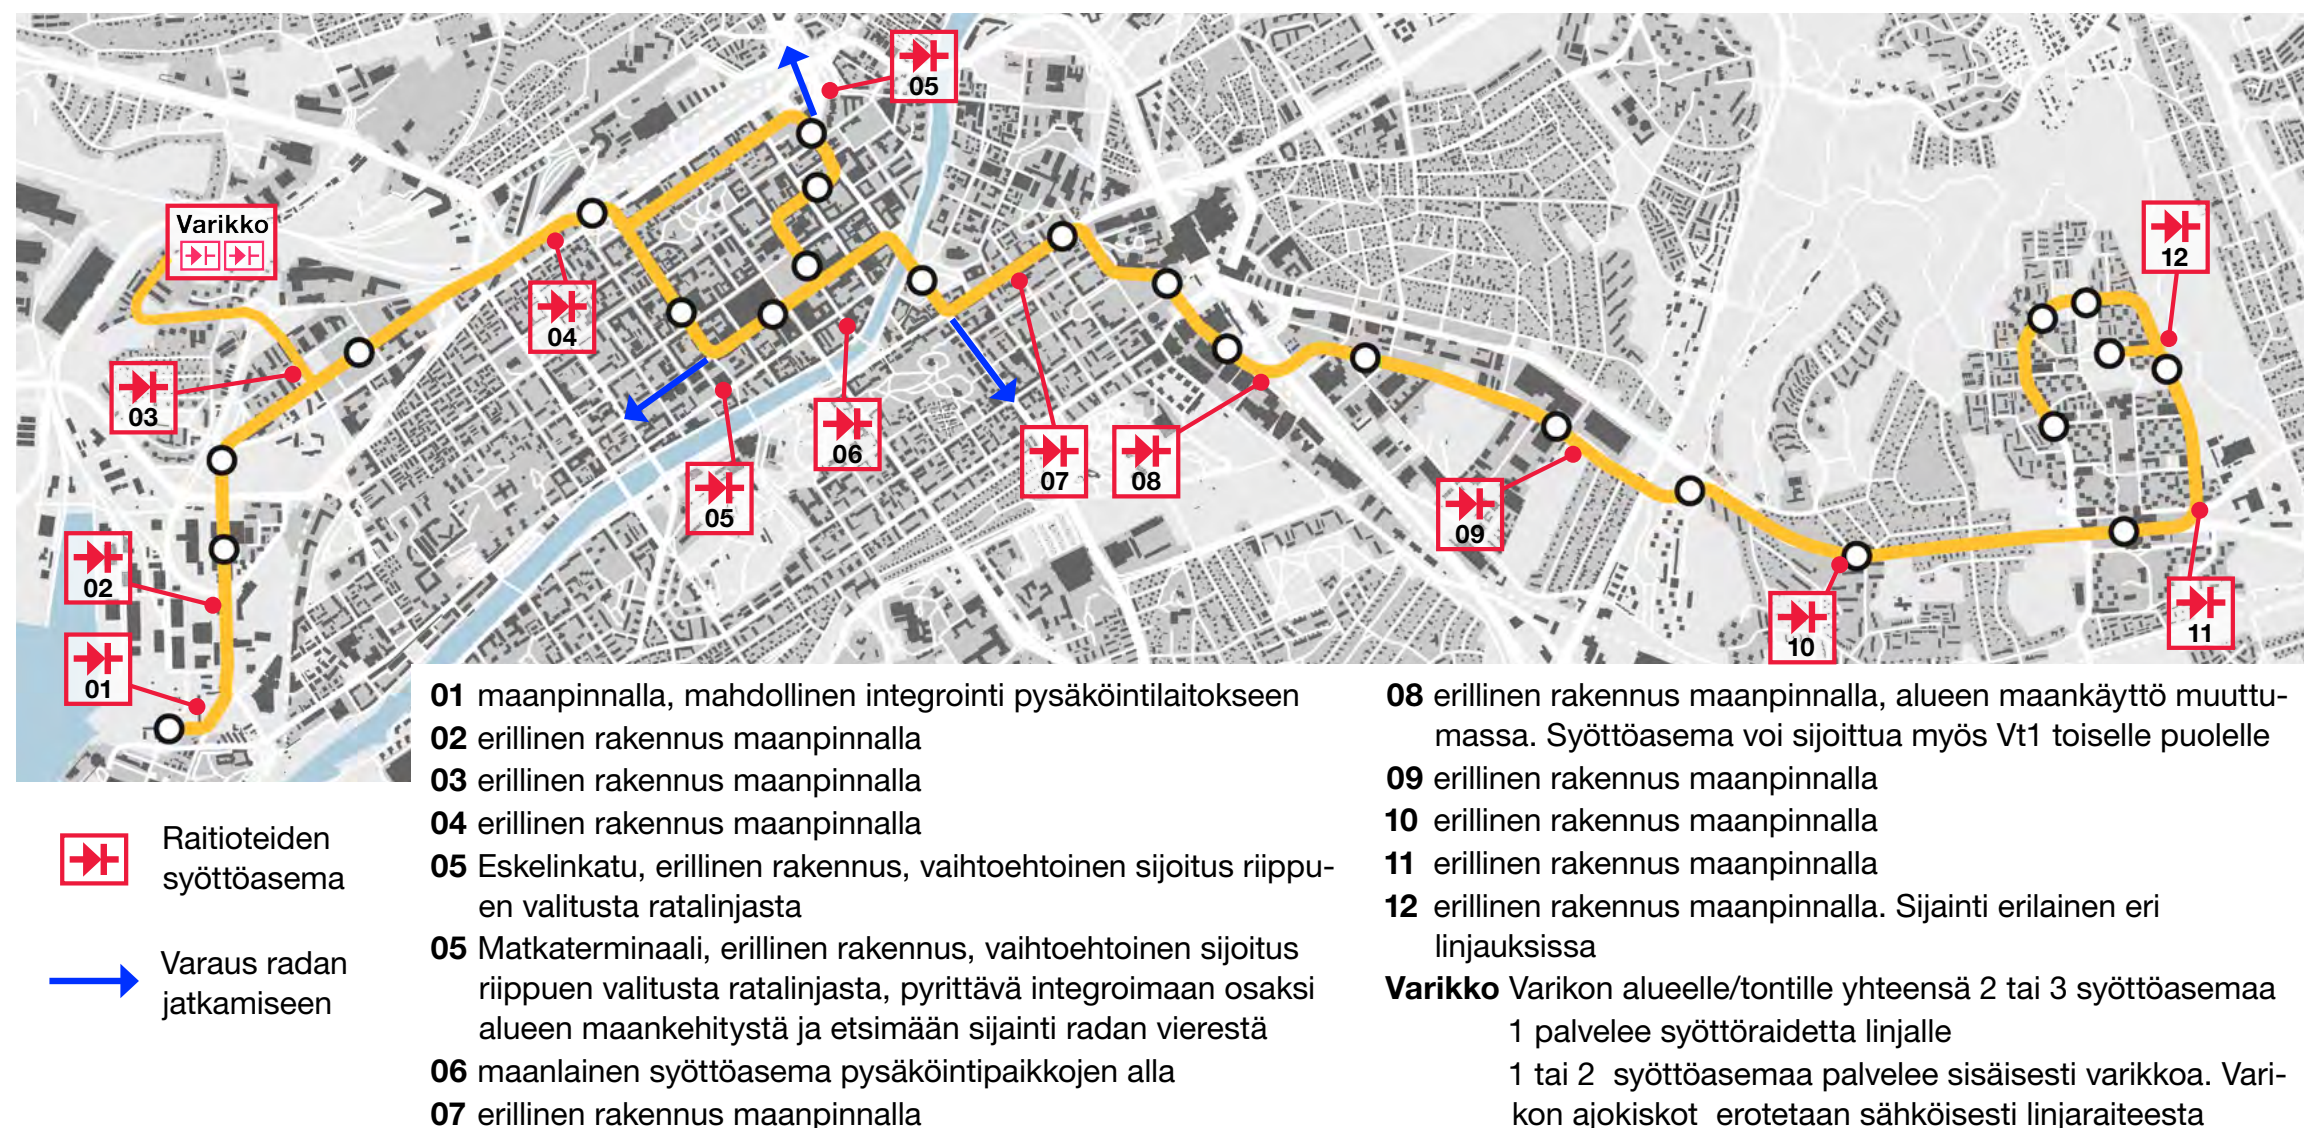 05
Varikko
12
04
03
06
07
08
05
09
02
11
10
01
01 maanpinnalla, mahdollinen integrointi pysäköintilaitokseen
02 erillinen rakennus maanpinnalla
03 erillinen rakennus maanpinnalla
04 erillinen rakennus maanpinnalla
05 Eskelinkatu, erillinen rakennus, vaihtoehtoinen sijoitus riippu-
en valitusta ratalinjasta
05 Matkaterminaali, erillinen rakennus, vaihtoehtoinen sijoitus
riippuen valitusta ratalinjasta, pyrittävä integroimaan osaksi
alueen maankehitystä ja etsimään sijainti radan vierestä
06 maanlainen syöttöasema pysäköintipaikkojen alla
07 erillinen rakennus maanpinnalla
08 erillinen rakennus maanpinnalla, alueen maankäyttö muuttu-
massa. Syöttöasema voi sijoittua myös Vt1 toiselle puolelle
09 erillinen rakennus maanpinnalla
10 erillinen rakennus maanpinnalla
11 erillinen rakennus maanpinnalla
12 erillinen rakennus maanpinnalla. Sijainti erilainen eri
linjauksissa
Varikko Varikon alueelle/tontille yhteensä 2 tai 3 syöttöasemaa
1 palvelee syöttöraidetta linjalle
1 tai 2 syöttöasemaa palvelee sisäisesti varikkoa. Vari-
kon ajokiskot erotetaan sähköisesti linjaraiteesta
Raitioteiden
syöttöasema
Varaus radan
jatkamiseen